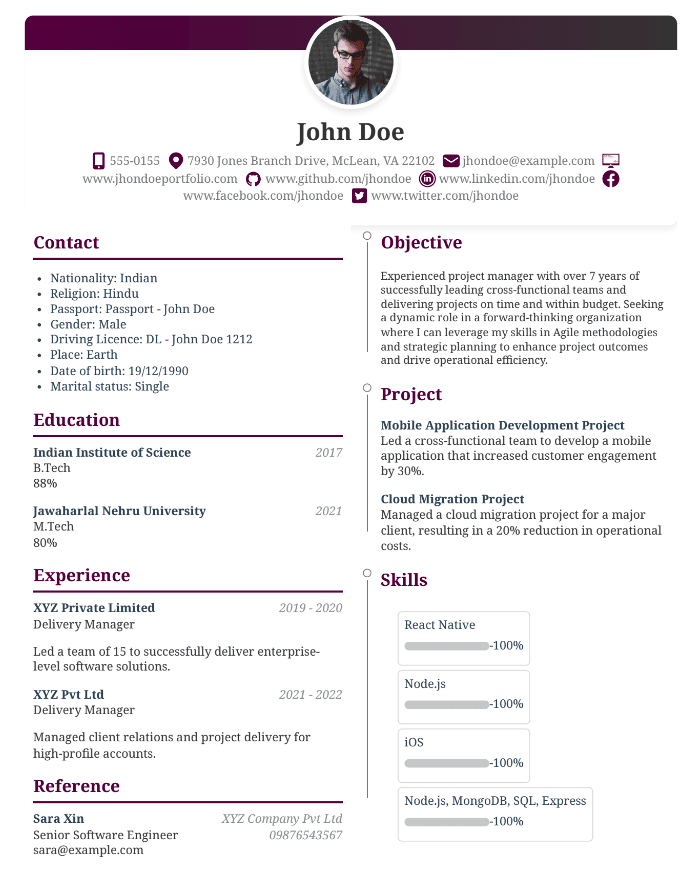 John Doe
555-0155 7930 Jones Branch Drive, McLean, VA 22102 jhondoe@example.com
www.jhondoeportfolio.com www.github.com/jhondoe www.linkedin.com/jhondoe
www.facebook.com/jhondoe www.twitter.com/jhondoe
Contact
• Nationality: Indian
• Religion: Hindu
• Passport: Passport - John Doe
• Gender: Male
• Driving Licence: DL - John Doe 1212
• Place: Earth
• Date of birth: 19/12/1990
• Marital status: Single
Education
Indian Institute of Science 2017
B.Tech
88%
Jawaharlal Nehru University 2021
M.Tech
80%
Experience
XYZ Private Limited 2019 - 2020
Delivery Manager
Led a team of 15 to successfully deliver enterprise-
level software solutions.
XYZ Pvt Ltd 2021 - 2022
Delivery Manager
Managed client relations and project delivery for
high-profile accounts.
Reference
Sara Xin XYZ Company Pvt Ltd
Senior Software Engineer 09876543567
sara@example.com
Objective
Experienced project manager with over 7 years of
successfully leading cross-functional teams and
delivering projects on time and within budget. Seeking
a dynamic role in a forward-thinking organization
where I can leverage my skills in Agile methodologies
and strategic planning to enhance project outcomes
and drive operational efficiency.
Project
Mobile Application Development Project
Led a cross-functional team to develop a mobile
application that increased customer engagement
by 30%.
Cloud Migration Project
Managed a cloud migration project for a major
client, resulting in a 20% reduction in operational
costs.
Skills
React Native
-100%
Node.js
-100%
iOS
-100%
Node.js, MongoDB, SQL, Express
-100%